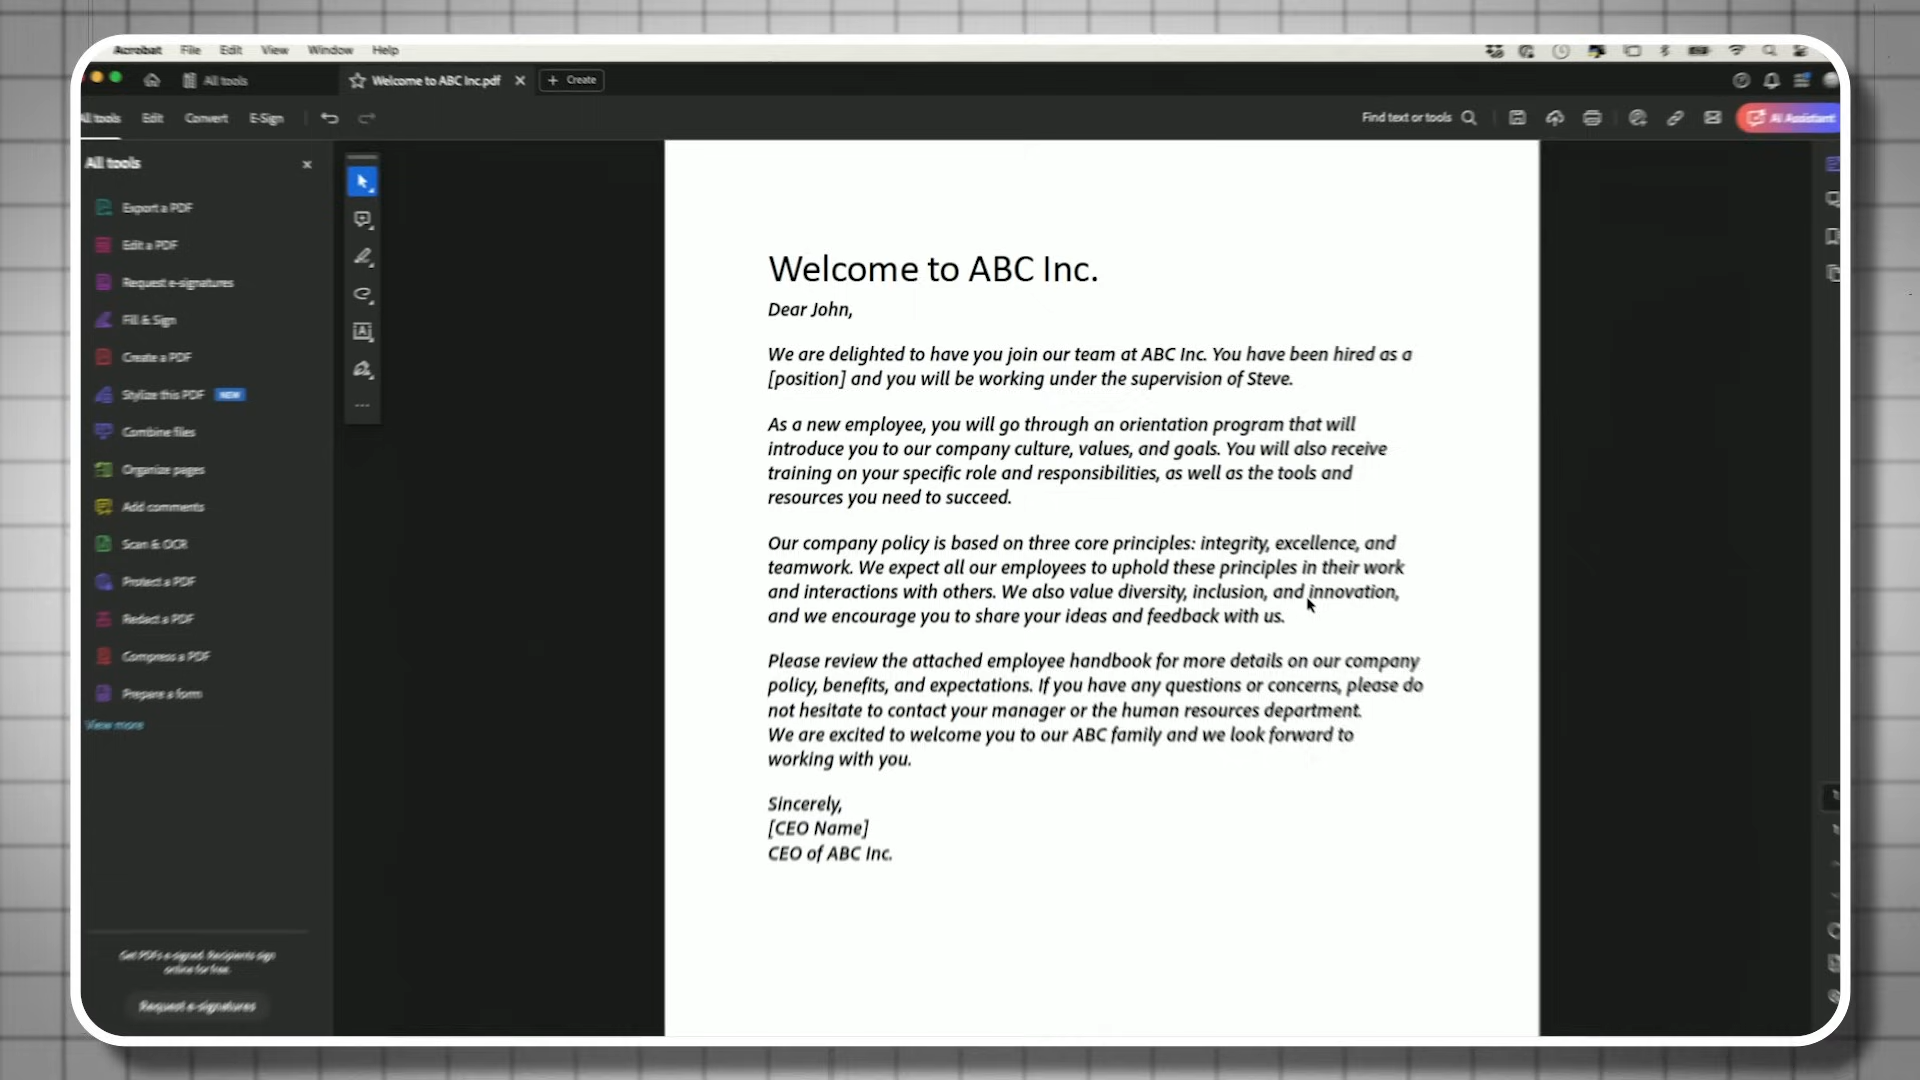 Acrobat File Edit View Window Help
All tools
Welcome to ABC Inc.pdf
Create
All tools Edit Convert E-Sign
Find text or tools
AI Assistant
All tools
Export a PDF
Edit a PDF
Request e-signatures
Fill & Sign
Create a PDF
Stylize this PDF NEW
Combine files
Organize pages
Add comments
Scan & OCR
Protect a PDF
Redact a PDF
Compress a PDF
Prepare a form
View more
Get PDFs e-signed. Recipients sign
online for free.
Request e-signatures
Welcome to ABC Inc.
Dear John,
We are delighted to have you join our team at ABC Inc. You have been hired as a
[position] and you will be working under the supervision of Steve.
As a new employee, you will go through an orientation program that will
introduce you to our company culture, values, and goals. You will also receive
training on your specific role and responsibilities, as well as the tools and
resources you need to succeed.
Our company policy is based on three core principles: integrity, excellence, and
teamwork. We expect all our employees to uphold these principles in their work
and interactions with others. We also value diversity, inclusion, and innovation,
and we encourage you to share your ideas and feedback with us.
Please review the attached employee handbook for more details on our company
policy, benefits, and expectations. If you have any questions or concerns, please do
not hesitate to contact your manager or the human resources department.
We are excited to welcome you to our ABC family and we look forward to
working with you.
Sincerely,
[CEO Name]
CEO of ABC Inc.